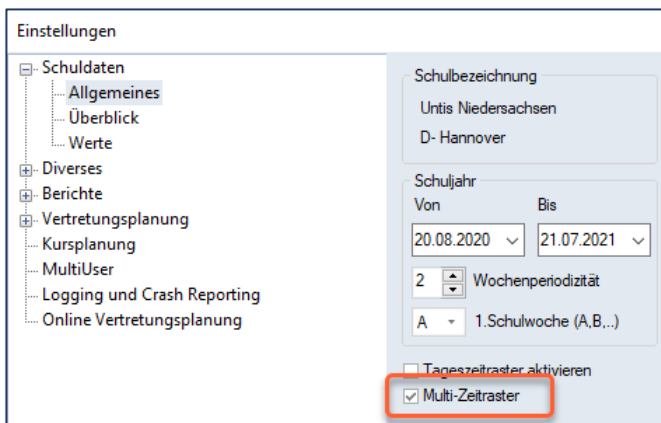 Einstellungen
Schuldaten
Allgemeines
Überblick
Werte
Diverses
Berichte
Vertretungsplanung
Kursplanung
MultiUser
Logging und Crash Reporting
Online Vertretungsplanung
Schulbezeichnung
Untis Niedersachsen
D- Hannover
Schuljahr
Von Bis
20.08.2020 21.07.2021
2 Wochenperiodizität
A 1.Schulwoche (A,B,..)
Tageszeitraster aktivieren
Multi-Zeitraster